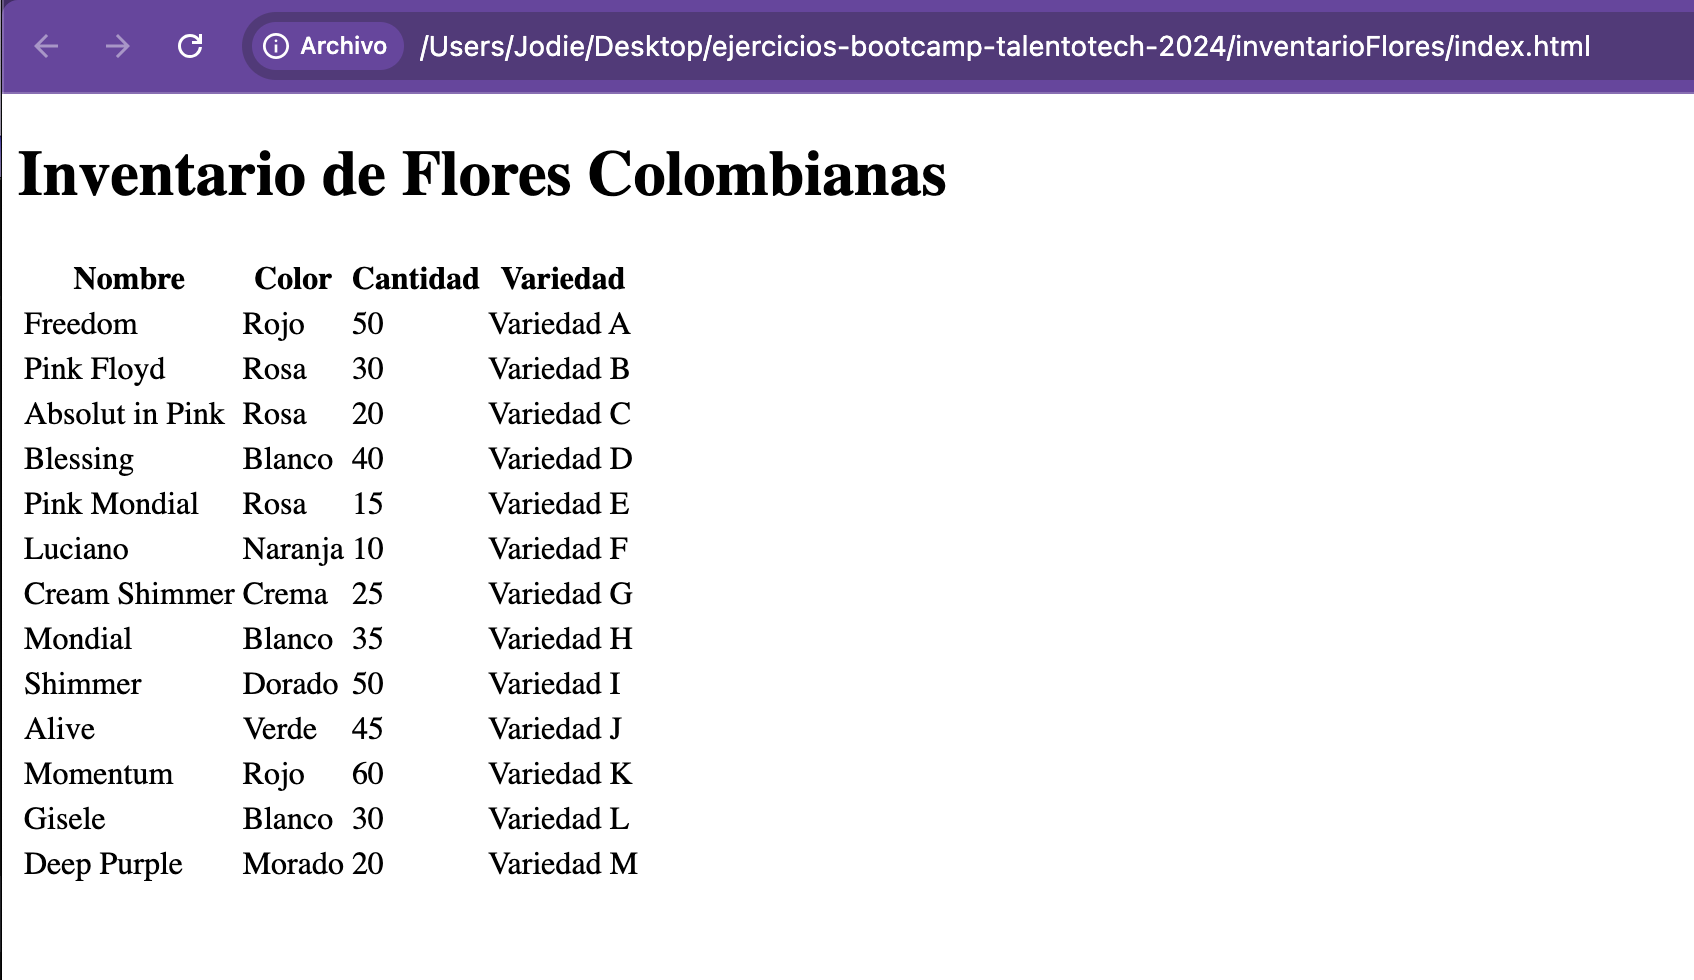 Archivo /Users/Jodie/Desktop/ejercicios-bootcamp-talentotech-2024/inventarioFlores/index.html
Inventario de Flores Colombianas
Nombre Color Cantidad Variedad
Freedom Rojo 50 Variedad A
Pink Floyd Rosa 30 Variedad B
Absolut in Pink Rosa 20 Variedad C
Blessing Blanco 40 Variedad D
Pink Mondial Rosa 15 Variedad E
Luciano Naranja 10 Variedad F
Cream Shimmer Crema 25 Variedad G
Mondial Blanco 35 Variedad H
Shimmer Dorado 50 Variedad I
Alive Verde 45 Variedad J
Momentum Rojo 60 Variedad K
Gisele Blanco 30 Variedad L
Deep Purple Morado 20 Variedad M